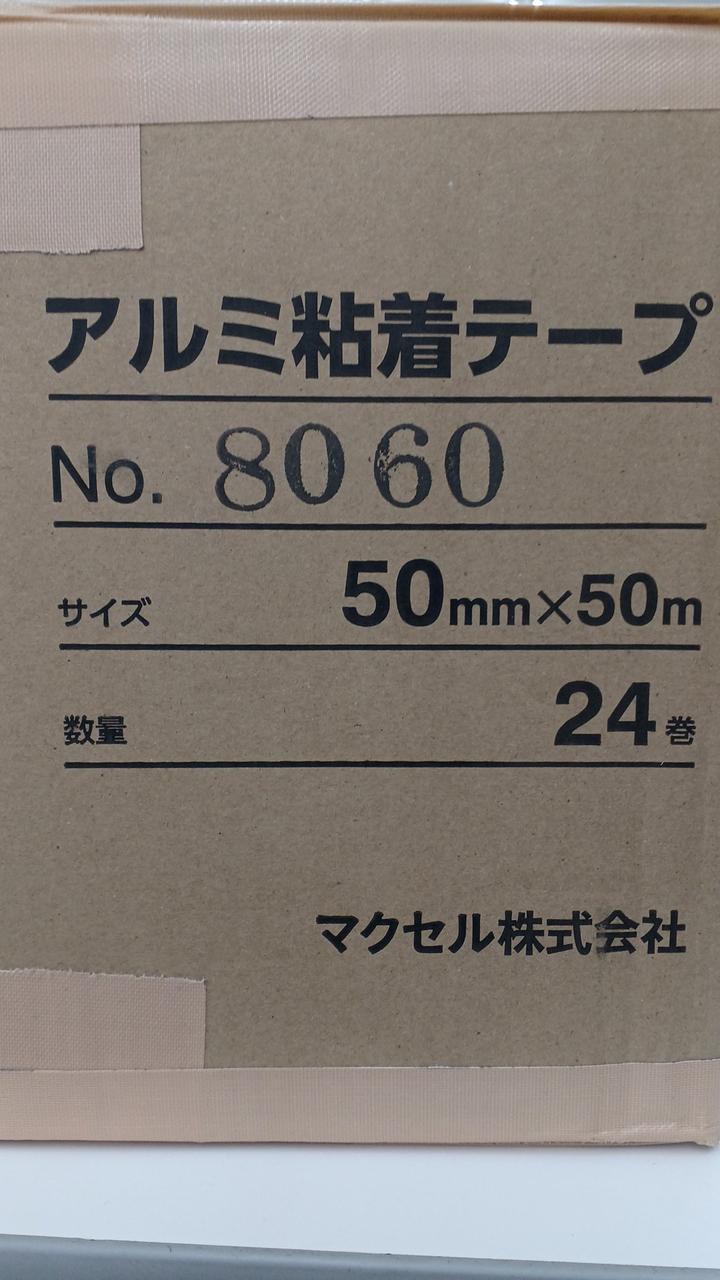 アルミ粘着テープ
No. 8060
サイズ 50mm×50m
数量 24巻
マクセル株式会社